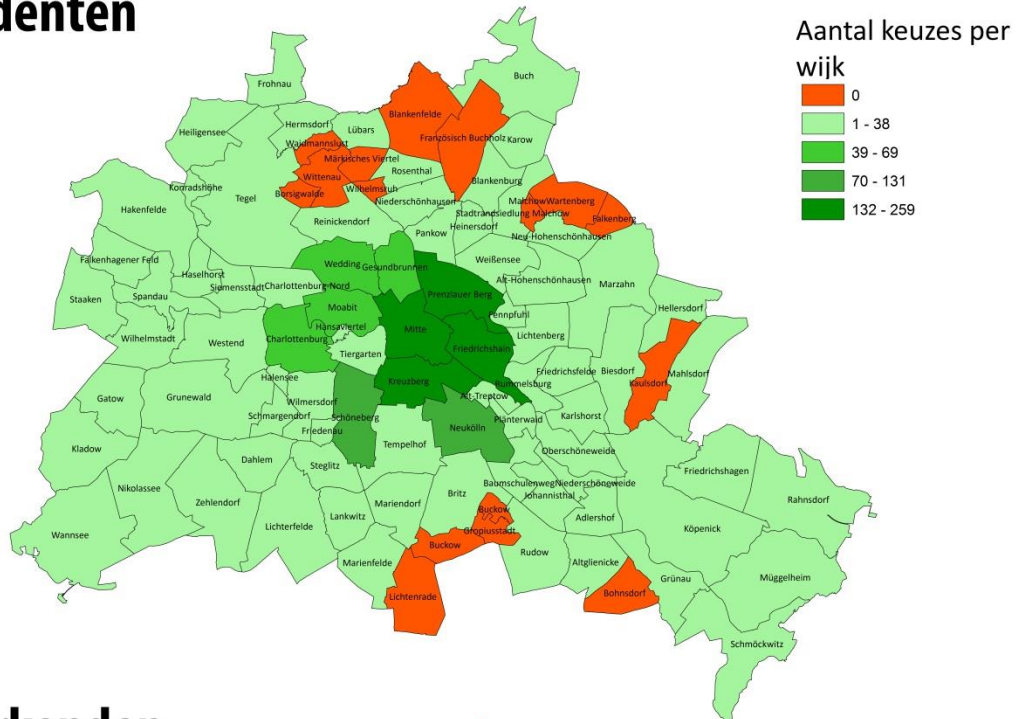 denten
Aantal keuzes per
wijk
0
1 - 38
39 - 69
70 - 131
132 - 259
Buch
Frohnau
Blankenfelde
Hermsdorf
Lübars
Heiligensee
Französisch Buchholz
Karow
Waidmannslust
Märkisches Viertel
Rosenthal
Wittenau
Blankenburg
Konradshöhe
Wilhelmsruh
Borsigwalde
Tegel
Niederschönhausen
Malchow
Wartenberg
Hakenfelde
Stadtrandsiedlung Malchow
Falkenberg
Reinickendorf
Heinersdorf
Pankow
Neu-Hohenschönhausen
Falkenhagener Feld
Weißensee
Wedding
Gesundbrunnen
Haselhorst
Alt-Hohenschönhausen
Marzahn
Siemensstadt
Charlottenburg-Nord
Prenzlauer Berg
Staaken
Spandau
Moabit
Hellersdorf
Fennpfuhl
Hansaviertel
Mitte
Wilhelmstadt
Westend
Charlottenburg
Lichtenberg
Tiergarten
Friedrichshain
Friedrichsfelde
Biesdorf
Mahlsdorf
Halensee
Kreuzberg
Rummelsburg
Kaulsdorf
Gatow
Grunewald
Alt-Treptow
Wilmersdorf
Schmargendorf
Schöneberg
Karlshorst
Plänterwald
Neukölln
Friedenau
Tempelhof
Kladow
Oberschöneweide
Dahlem
Steglitz
Friedrichshagen
Baumschulenweg
Niederschöneweide
Nikolassee
Britz
Johannisthal
Rahnsdorf
Zehlendorf
Mariendorf
Buckow
Lankwitz
Adlershof
Lichterfelde
Gropiusstadt
Köpenick
Wannsee
Buckow
Rudow
Marienfelde
Altglienicke
Grünau
Müggelheim
Bohnsdorf
Lichtenrade
Schmöckwitz